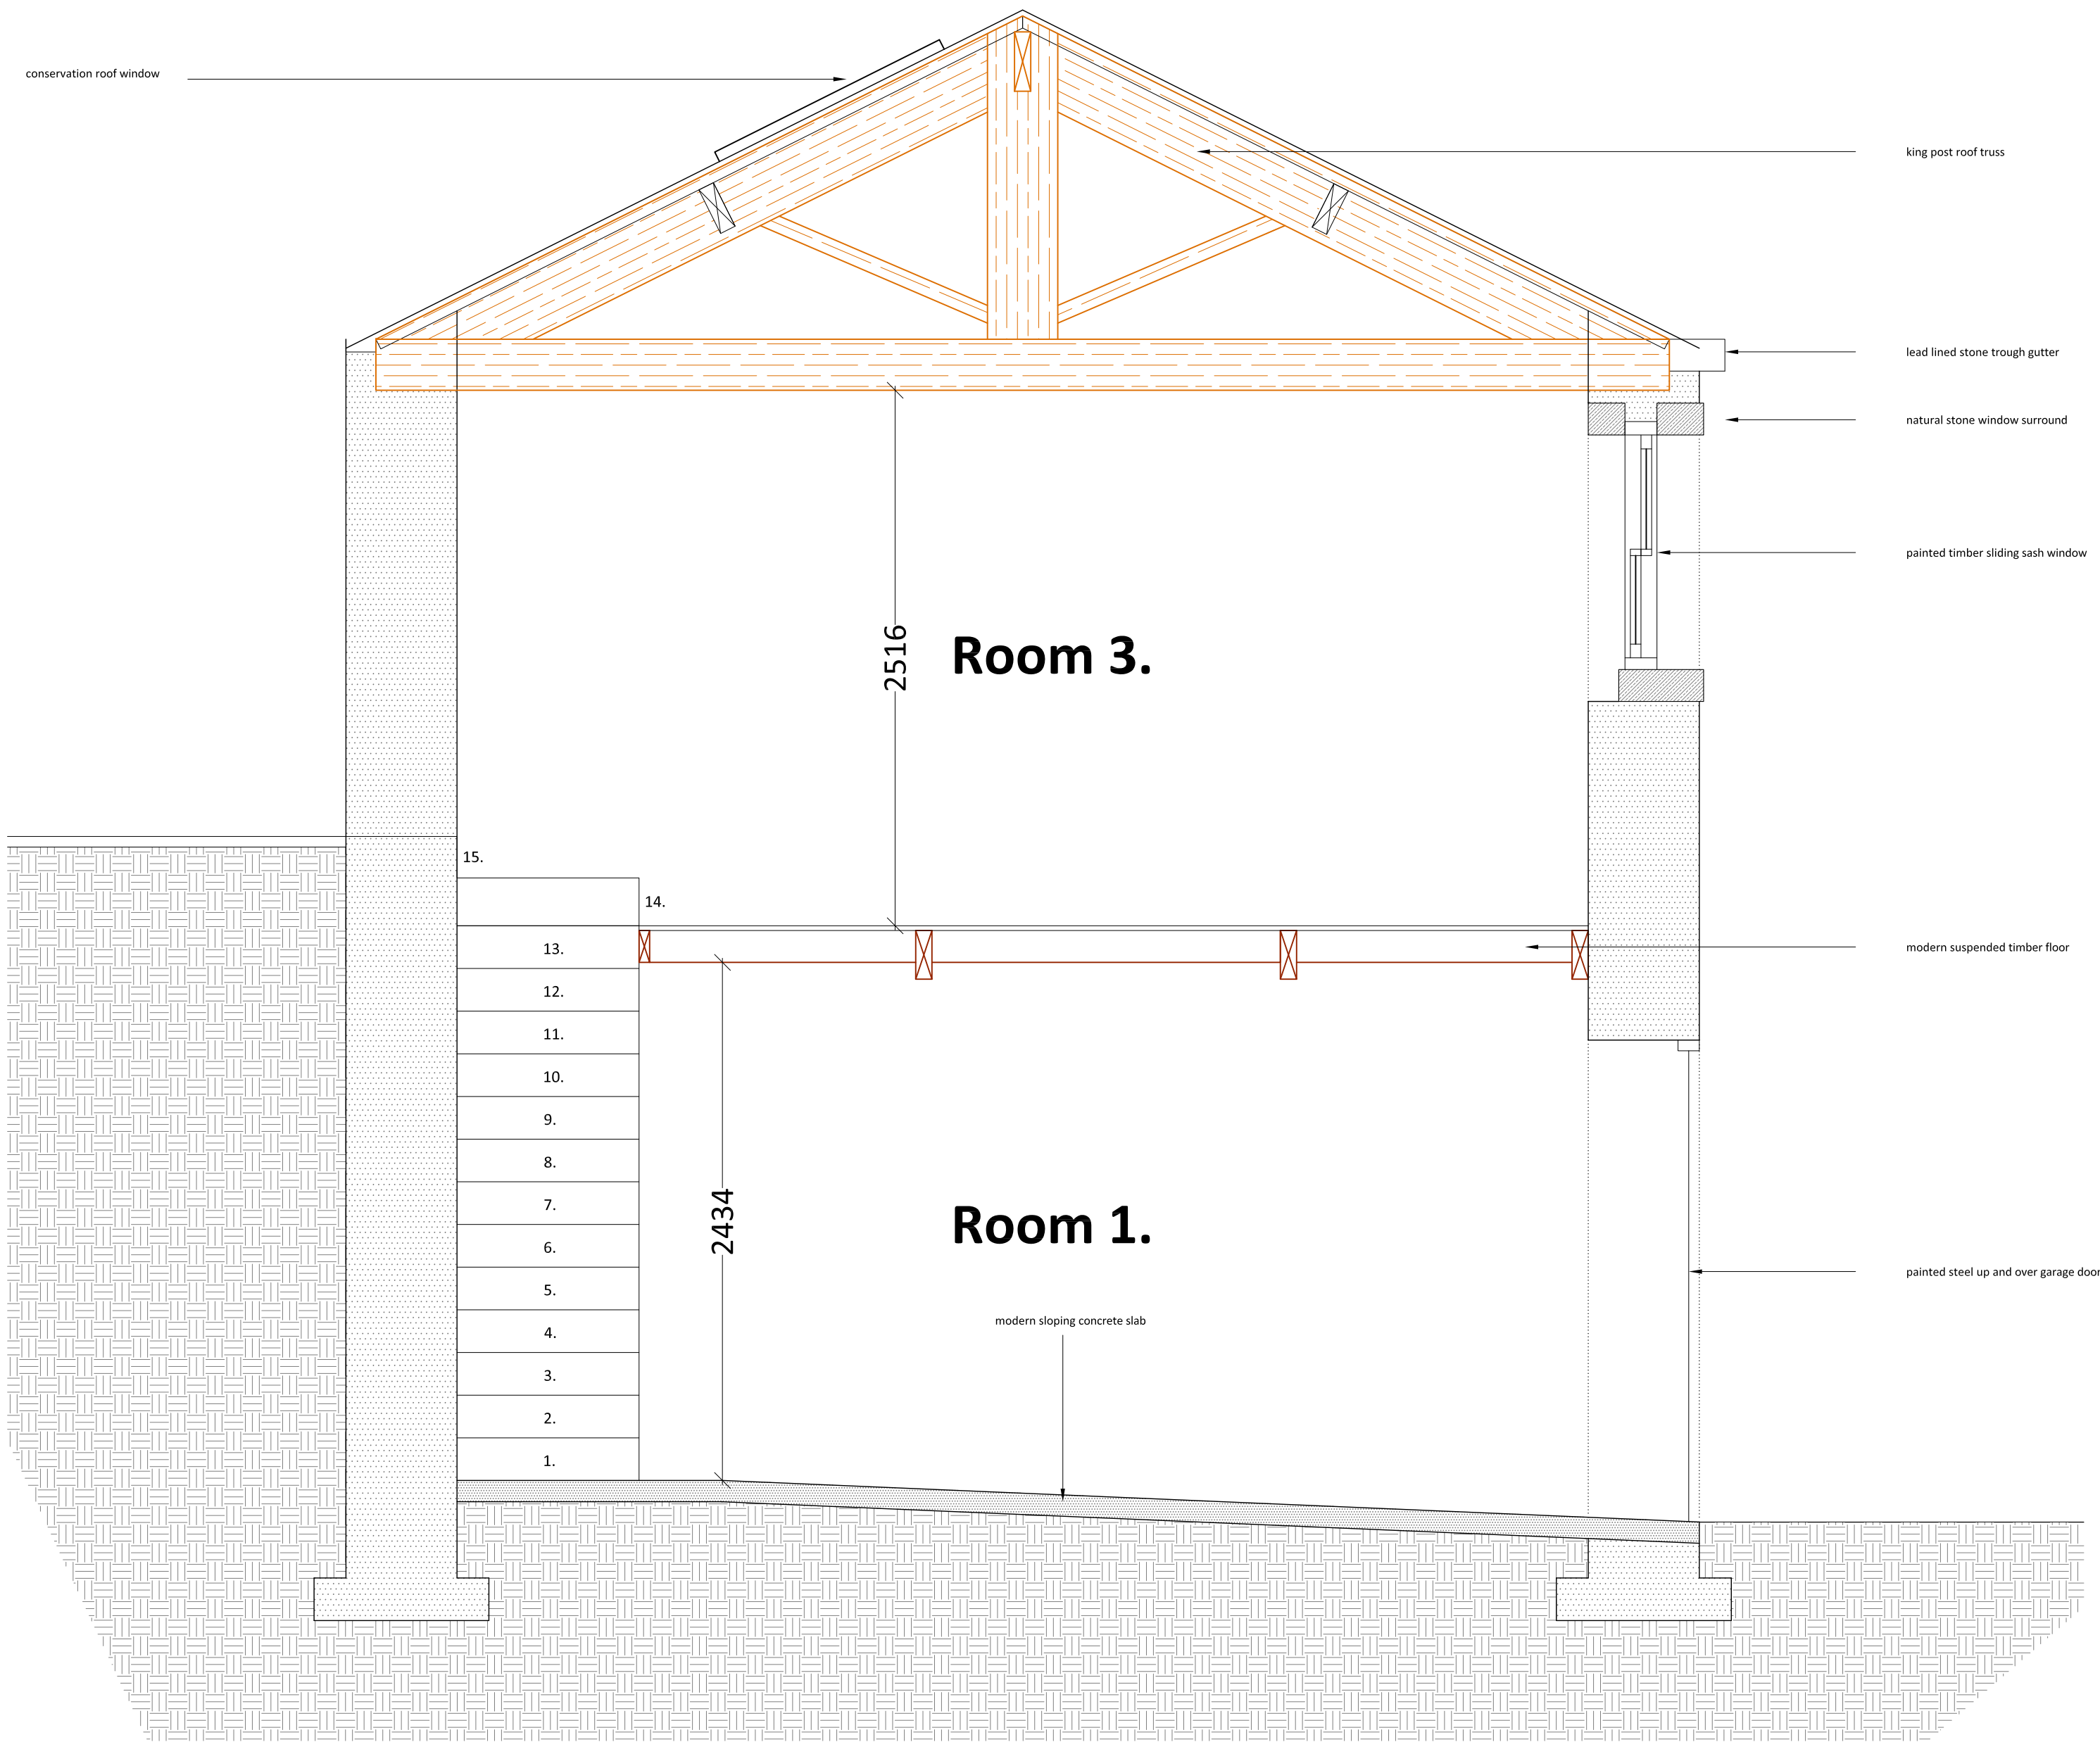 conservation roof window
king post roof truss
lead lined stone trough gutter
natural stone window surround
painted timber sliding sash window
2516
Room 3.
15.
14.
13.
modern suspended timber floor
12.
11.
10.
9.
8.
7.
2434
Room 1.
6.
painted steel up and over garage door
5.
modern sloping concrete slab
4.
3.
2.
1.